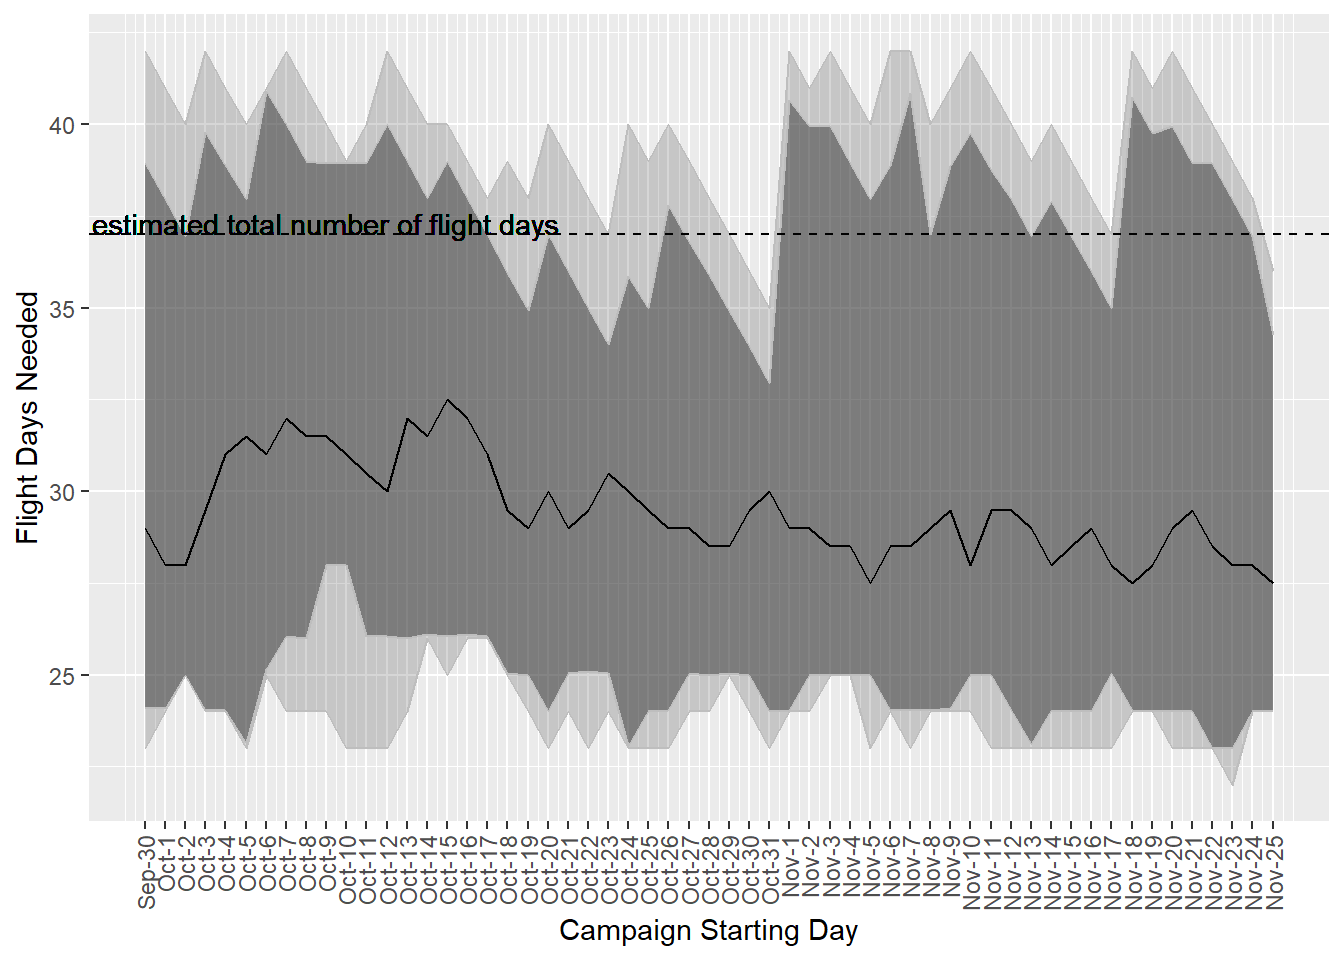 40
estimated total number of flight days
35
30
25
Flight Days Needed
Sep-30
Oct-1
Oct-2
Oct-3
Oct-4
Oct-5
Oct-6
Oct-7
Oct-8
Oct-9
Oct-10
Oct-11
Oct-12
Oct-13
Oct-14
Oct-15
Oct-16
Oct-17
Oct-18
Oct-19
Oct-20
Oct-21
Oct-22
Oct-23
Oct-24
Oct-25
Oct-26
Oct-27
Oct-28
Oct-29
Oct-30
Oct-31
Nov-1
Nov-2
Nov-3
Nov-4
Nov-5
Nov-6
Nov-7
Nov-8
Nov-9
Nov-10
Nov-11
Nov-12
Nov-13
Nov-14
Nov-15
Nov-16
Nov-17
Nov-18
Nov-19
Nov-20
Nov-21
Nov-22
Nov-23
Nov-24
Nov-25
Campaign Starting Day